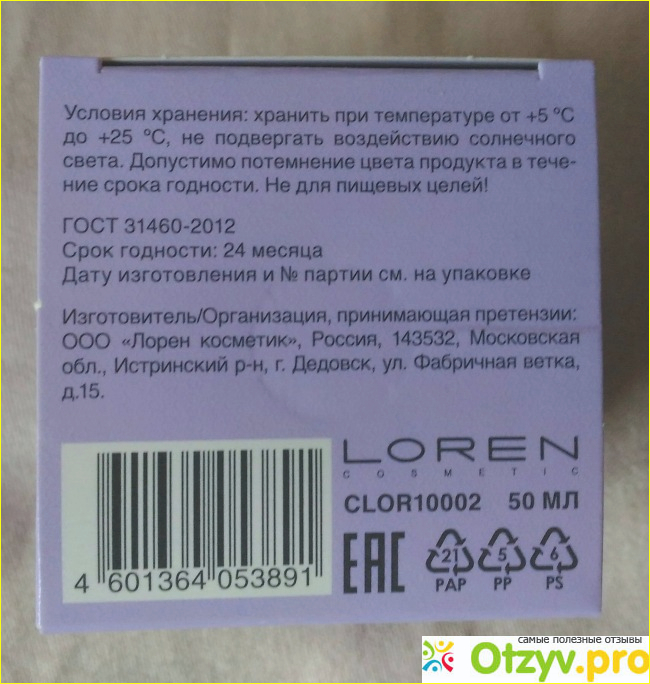 Условия хранения: хранить при температуре от +5 °С
до +25 °С, не подвергать воздействию солнечного
света. Допустимо потемнение цвета продукта в тече-
ние срока годности. Не для пищевых целей!
ГОСТ 31460-2012
Срок годности: 24 месяца
Дату изготовления и № партии см. на упаковке
Изготовитель/Организация, принимающая претензии:
ООО «Лорен косметик», Россия, 143532, Московская
обл., Истринский р-н, г. Дедовск, ул. Фабричная ветка,
д.15.
LOREN
COSMETIC
CLOR10002 50 МЛ
4 601364 053891
EAC
21 5 6
PAP PP PS
самые полезные отзывы
Otzyv.pro